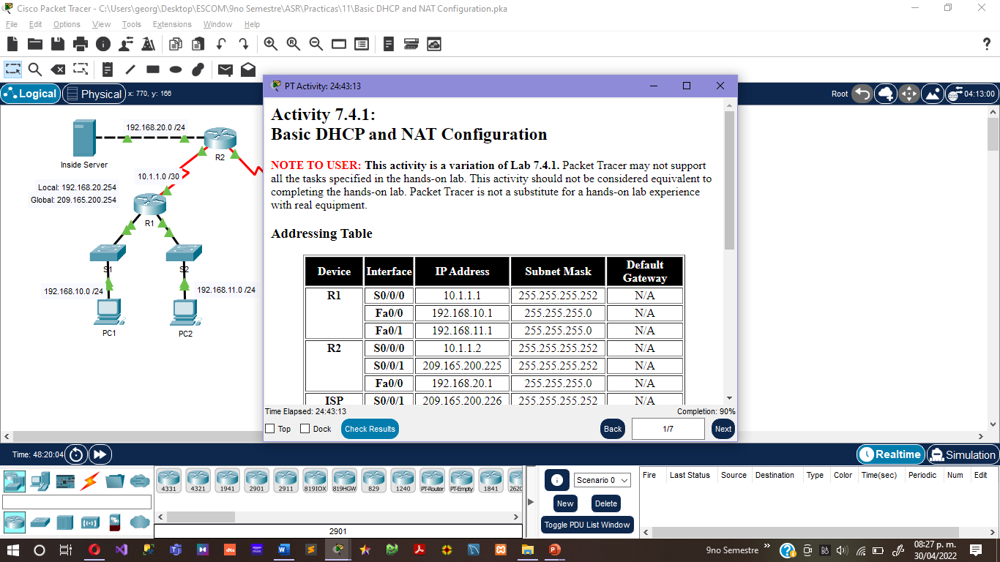 Cisco Packet Tracer - C:\Users\georg\Desktop\ESCOM\9no Semestre\ASR\Practicas\11\Basic DHCP and NAT Configuration.pka
File Edit Options View Tools Extensions Window Help
?
Logical Physical x: 770, y: 166
Root 04:13:00
192.168.20.0 /24
Inside Server
R2
10.1.1.0 /30
Local: 192.168.20.254
Global: 209.165.200.254
R1
S1 S2
192.168.10.0 /24 192.168.11.0 /24
PC1 PC2
PT Activity: 24:43:13
Activity 7.4.1:
Basic DHCP and NAT Configuration
NOTE TO USER: This activity is a variation of Lab 7.4.1. Packet Tracer may not support
all the tasks specified in the hands-on lab. This activity should not be considered equivalent to
completing the hands-on lab. Packet Tracer is not a substitute for a hands-on lab experience
with real equipment.
Addressing Table
Device Interface IP Address Subnet Mask Default Gateway
R1 S0/0/0 10.1.1.1 255.255.255.252 N/A
Fa0/0 192.168.10.1 255.255.255.0 N/A
Fa0/1 192.168.11.1 255.255.255.0 N/A
R2 S0/0/0 10.1.1.2 255.255.255.252 N/A
S0/0/1 209.165.200.225 255.255.255.252 N/A
Fa0/0 192.168.20.1 255.255.255.0 N/A
ISP S0/0/1 209.165.200.226 255.255.255.252 N/A
Time Elapsed: 24:43:13 Completion: 90%
Top Dock Check Results Back 1/7 Next
Time: 48:20:04
Realtime Simulation
4331 4321 1941 2901 2911 819IOX 819HGW 829 1240 PT-Router PT-Empty 1841 2620
2901
Scenario 0
New Delete
Toggle PDU List Window
Fire Last Status Source Destination Type Color Time(sec) Periodic Num Edit
9no Semestre
08:27 p. m.
30/04/2022